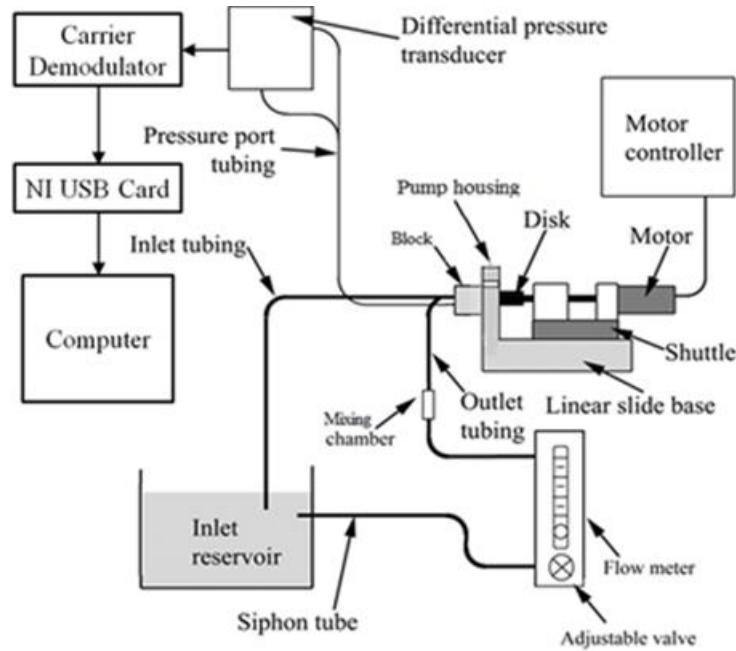 Carrier
Demodulator
Differential pressure
transducer
Pressure port
tubing
Motor
controller
NI USB Card
Pump housing
Disk
Motor
Inlet tubing
Block
Computer
Shuttle
Linear slide base
Outlet
tubing
Mixing
chamber
Inlet
reservoir
Flow meter
Siphon tube
Adjustable valve